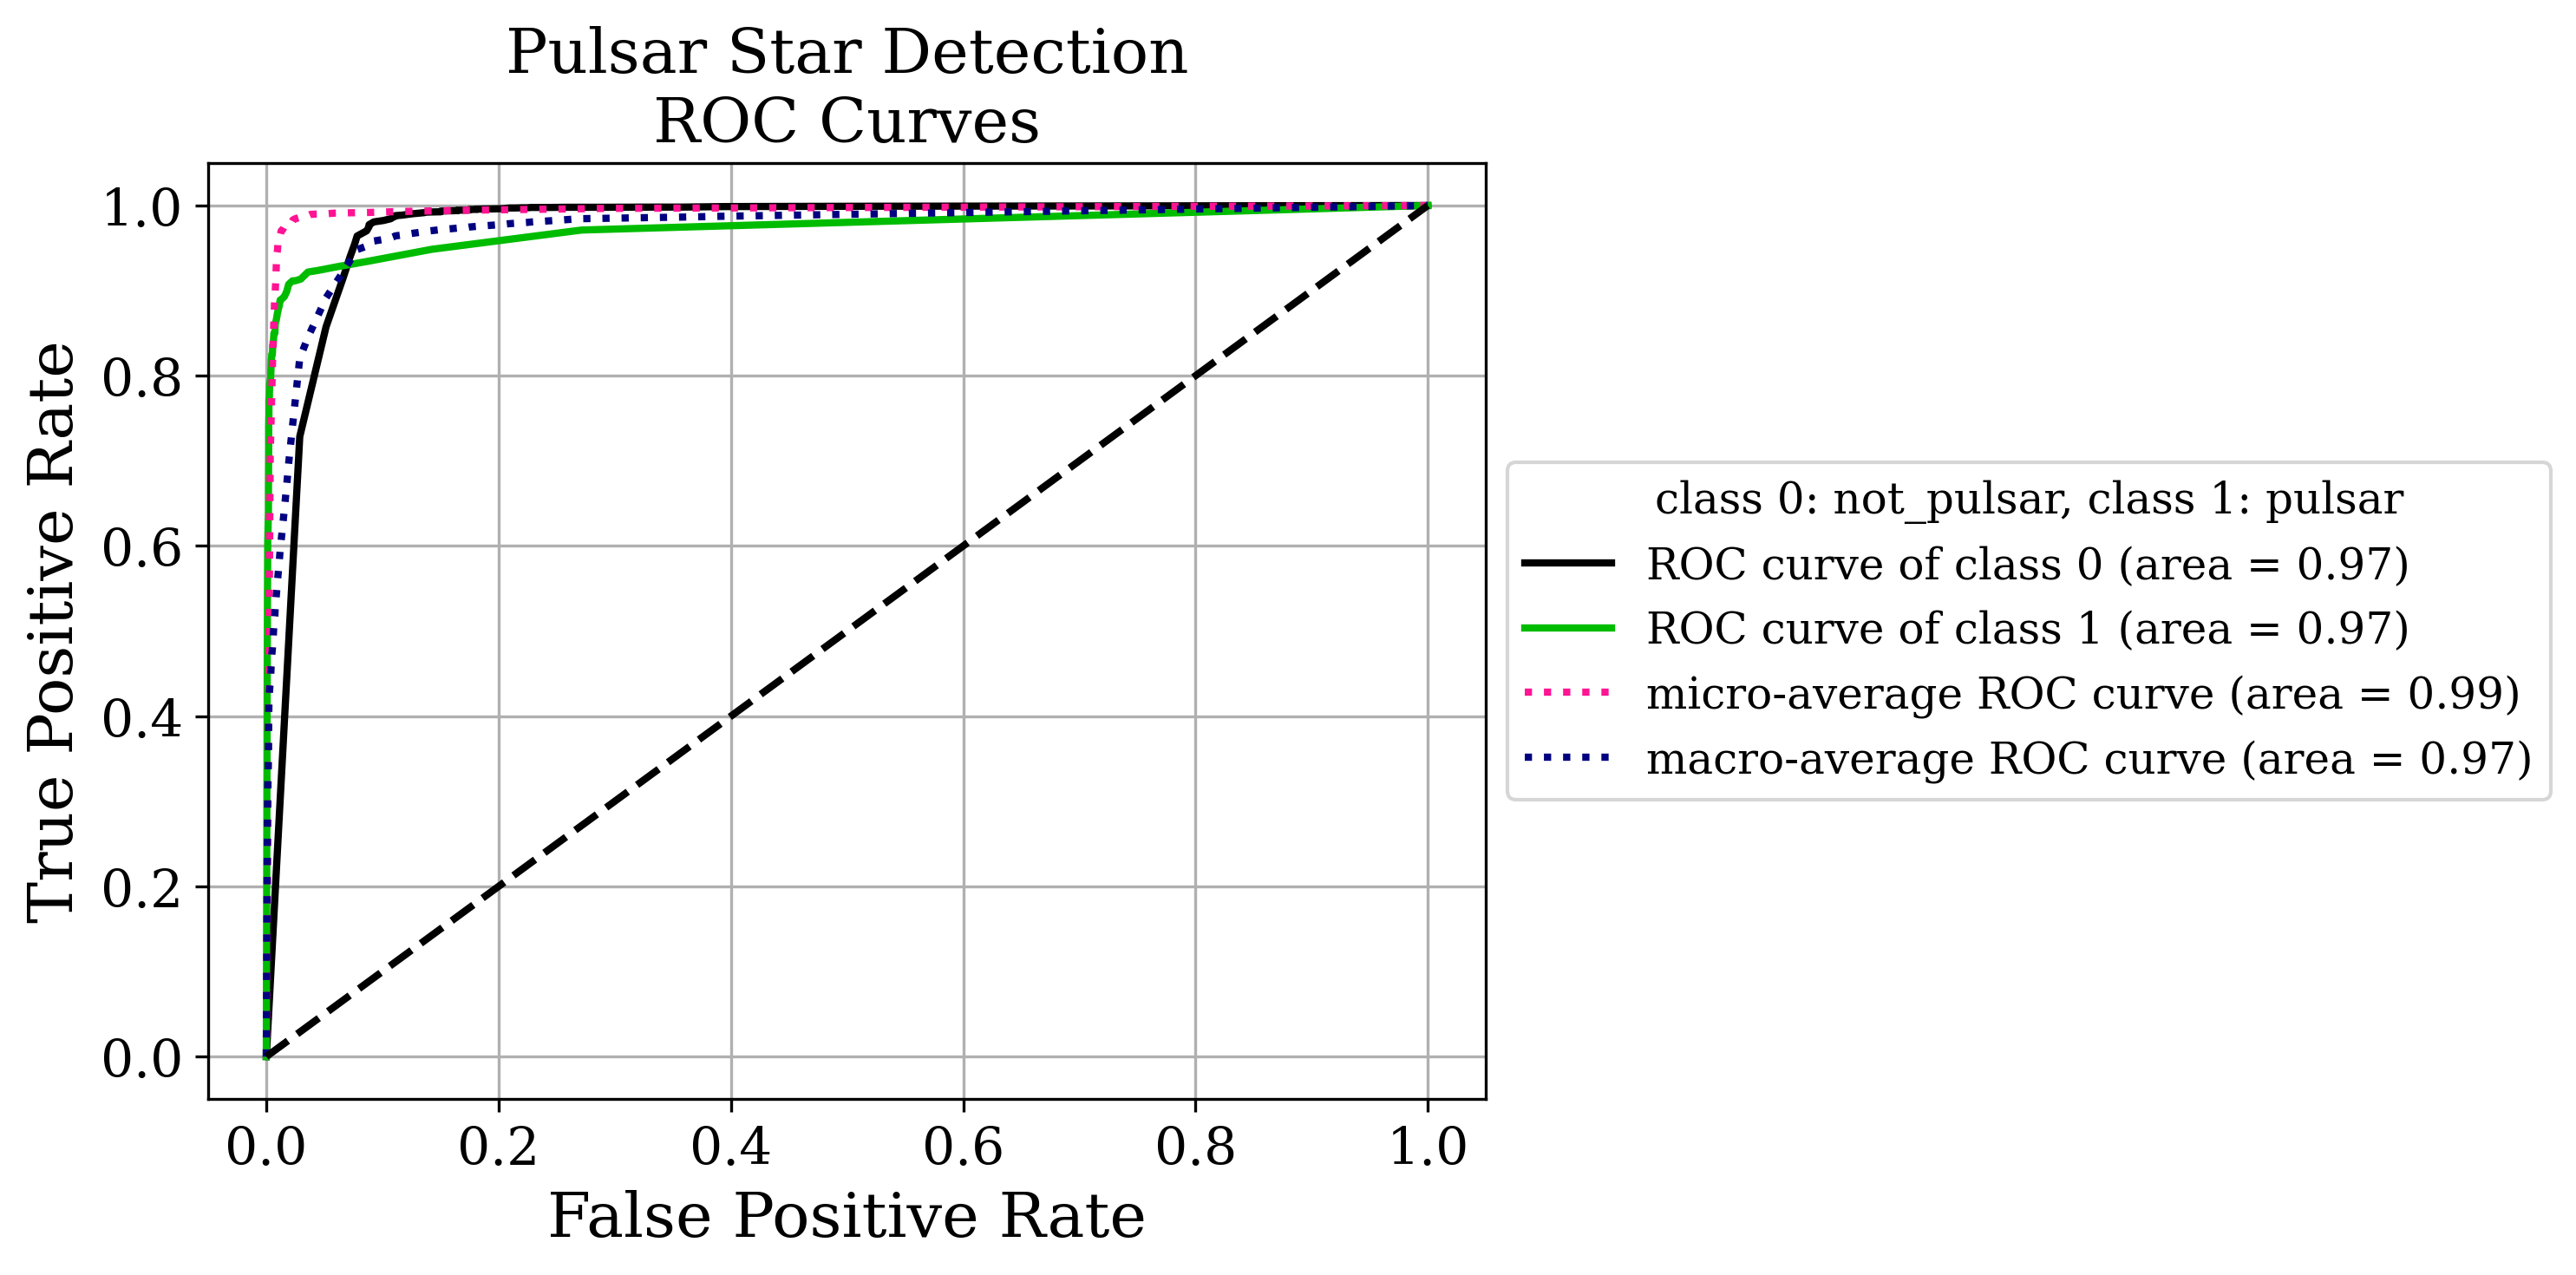 Pulsar Star Detection
ROC Curves
True Positive Rate
1.0
0.8
0.6
0.4
0.2
0.0
0.0 0.2 0.4 0.6 0.8 1.0
False Positive Rate
class 0: not_pulsar, class 1: pulsar
ROC curve of class 0 (area = 0.97)
ROC curve of class 1 (area = 0.97)
micro-average ROC curve (area = 0.99)
macro-average ROC curve (area = 0.97)